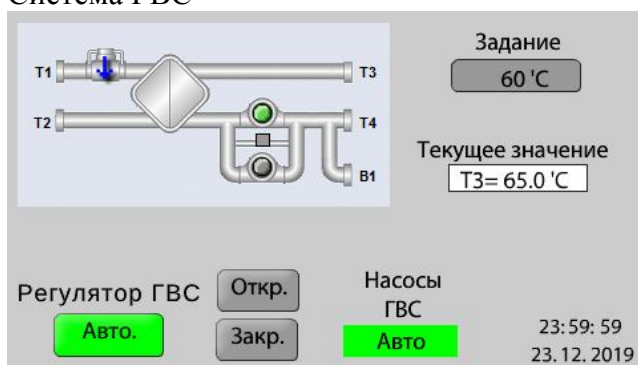 Система ГВС
Задание
60 'C
T1
T3
T2
T4
B1
Текущее значение
T3= 65.0 'C
Регулятор ГВС
Авто.
Откр.
Закр.
Насосы
ГВС
Авто
23:59: 59
23. 12. 2019